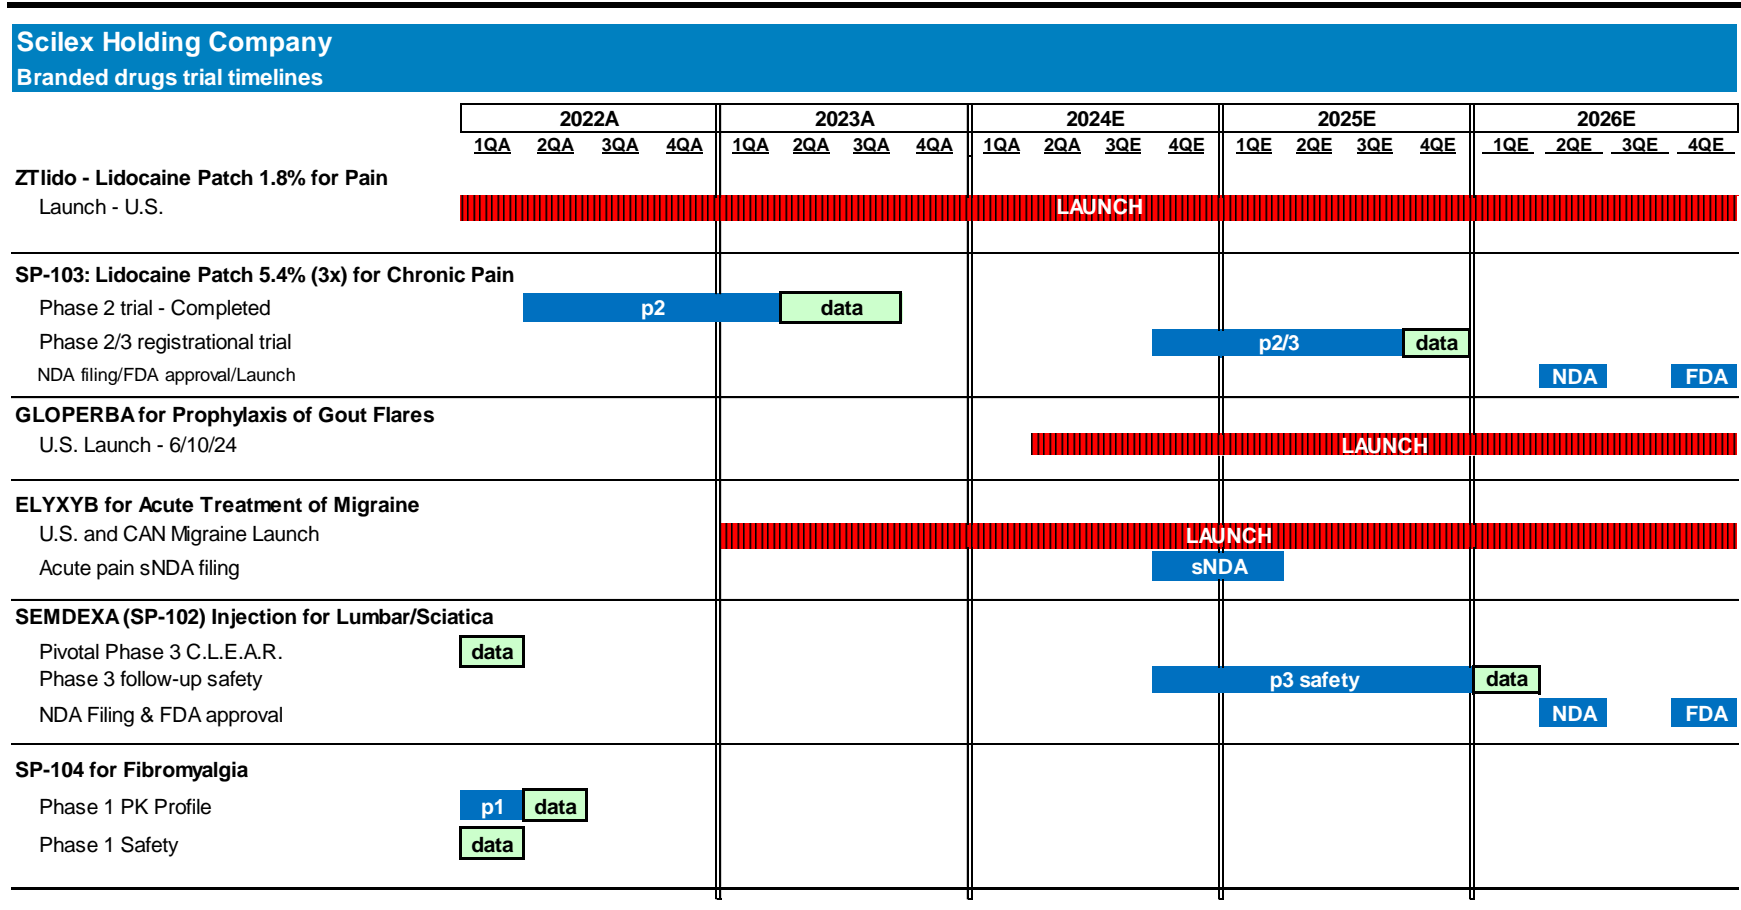 Scilex Holding Company
Branded drugs trial timelines
2022A 2023A 2024E 2025E 2026E
1QA 2QA 3QA 4QA 1QA 2QA 3QA 4QA 1QA 2QA 3QE 4QE 1QE 2QE 3QE 4QE 1QE 2QE 3QE 4QE
ZTlido - Lidocaine Patch 1.8% for Pain
Launch - U.S. LAUNCH
SP-103: Lidocaine Patch 5.4% (3x) for Chronic Pain
Phase 2 trial - Completed p2 data
Phase 2/3 registrational trial p2/3 data
NDA filing/FDA approval/Launch NDA FDA
GLOPERBA for Prophylaxis of Gout Flares
U.S. Launch - 6/10/24 LAUNCH
ELYXYB for Acute Treatment of Migraine
U.S. and CAN Migraine Launch LAUNCH
Acute pain sNDA filing sNDA
SEMDEXA (SP-102) Injection for Lumbar/Sciatica
Pivotal Phase 3 C.L.E.A.R. data
Phase 3 follow-up safety p3 safety data
NDA Filing & FDA approval NDA FDA
SP-104 for Fibromyalgia
Phase 1 PK Profile p1 data
Phase 1 Safety data